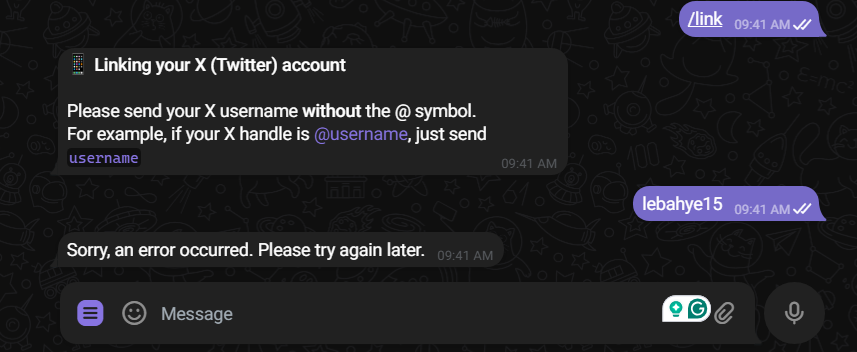 /link 09:41 AM
Linking your X (Twitter) account
Please send your X username without the @ symbol.
For example, if your X handle is @username, just send
username
09:41 AM
lebahye15 09:41 AM
Sorry, an error occurred. Please try again later. 09:41 AM
Message